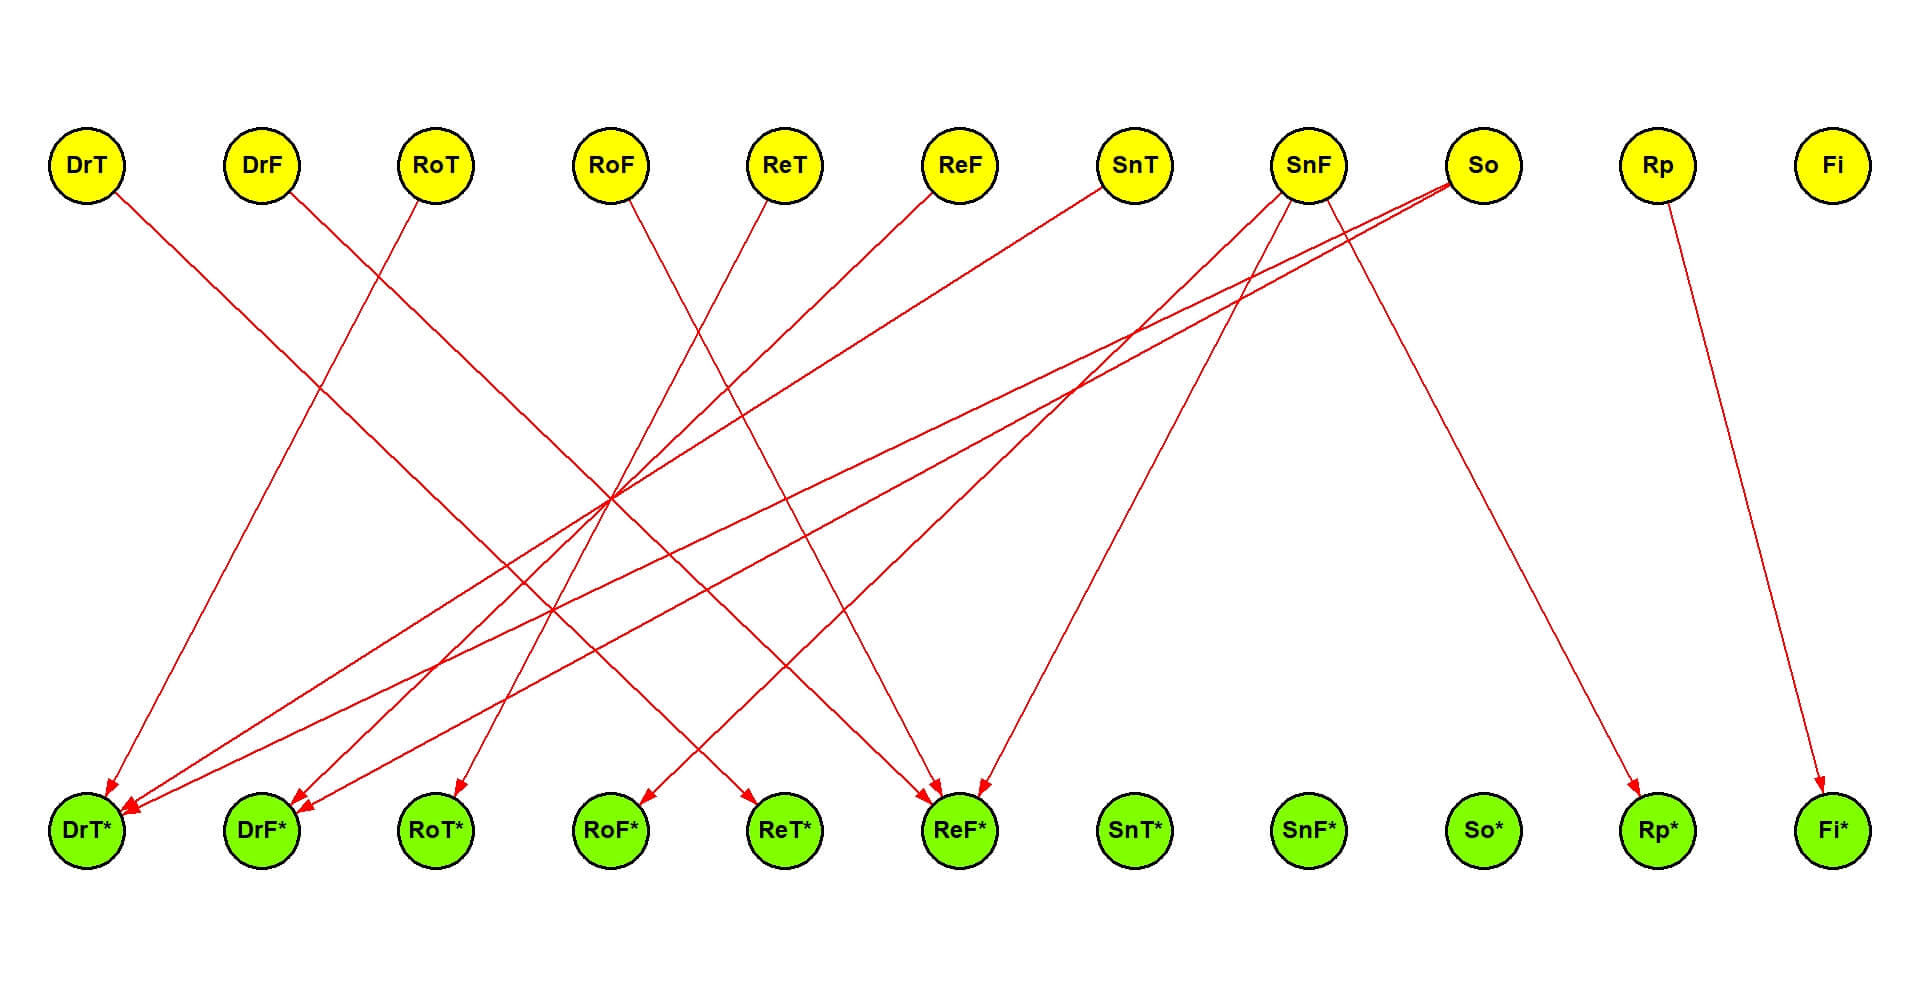 DrT DrF RoT RoF ReT ReF SnT SnF So Rp Fi
DrT* DrF* RoT* RoF* ReT* ReF* SnT* SnF* So* Rp* Fi*